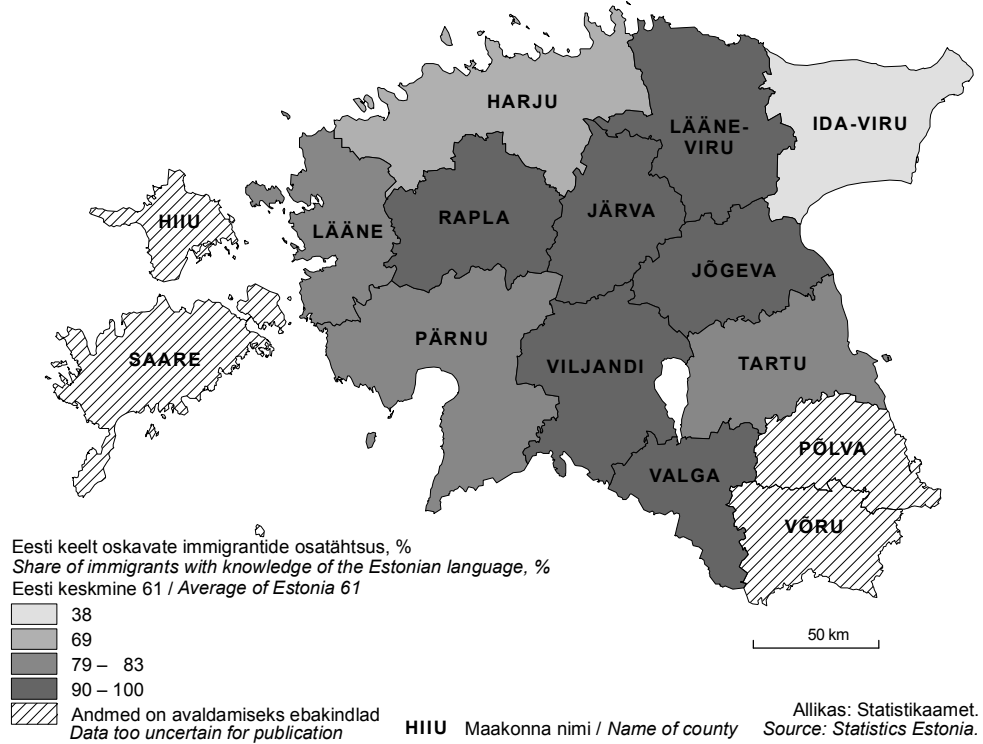 HARJU
IDA-VIRU
LÄÄNE-
VIRU
HIIU
LÄÄNE
RAPLA
JÄRVA
JÕGEVA
SAARE
PÄRNU
VILJANDI
TARTU
PÕLVA
VALGA
VÕRU
Eesti keelt oskavate immigrantide osatähtsus, %
Share of immigrants with knowledge of the Estonian language, %
Eesti keskmine 61 / Average of Estonia 61
38
69
79 – 83
90 – 100
Andmed on avaldamiseks ebakindlad
Data too uncertain for publication
HIIU Maakonna nimi / Name of county
50 km
Allikas: Statistikaamet.
Source: Statistics Estonia.